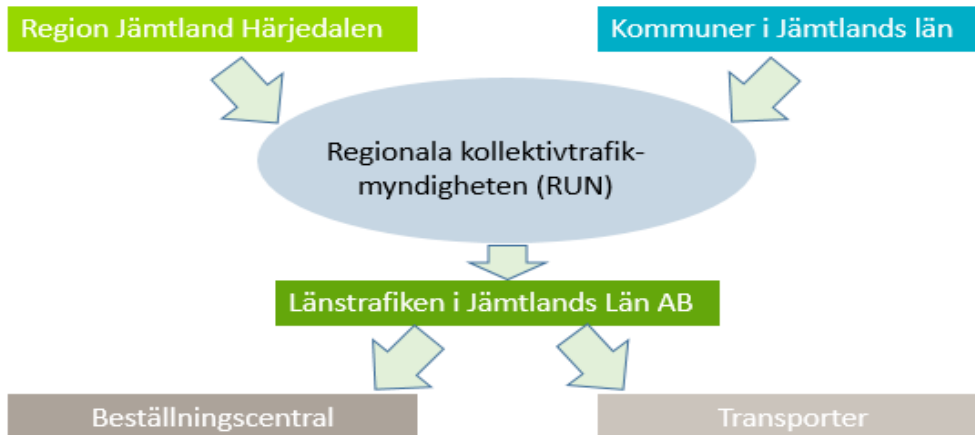 Region Jämtland Härjedalen
Kommuner i Jämtlands län
Regionala kollektivtrafik-
myndigheten (RUN)
Länstrafiken i Jämtlands Län AB
Beställningscentral
Transporter